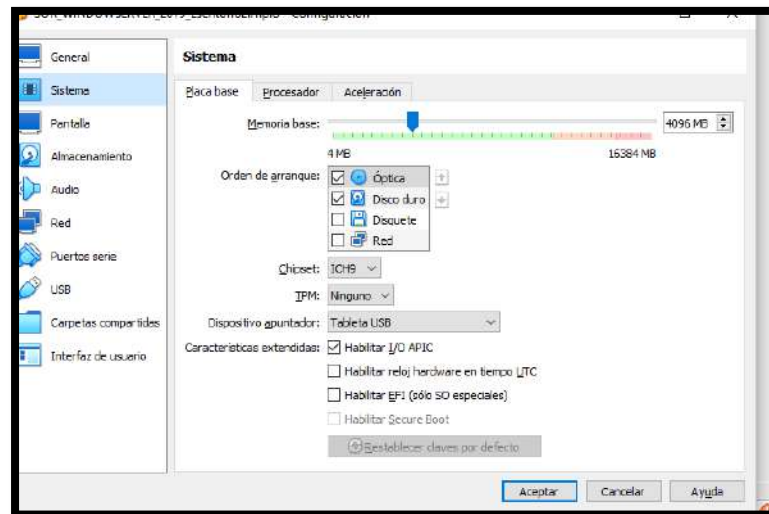 General
Sistema
Pantalla
Almacenamiento
Audio
Red
Puertos serie
USB
Carpetas compartidas
Interfaz de usuario
Sistema
Placa base Procesador Aceleración
Memoria base: 4096 MB
4 MB 16384 MB
Orden de arranque: Óptica
Disco duro
Disquete
Red
Chipset: ICH9
TPM: Ninguno
Dispositivo apuntador: Tableta USB
Características extendidas: Habilitar I/O APIC
Habilitar reloj hardware en tiempo UTC
Habilitar EFI (sólo SO especiales)
Habilitar Secure Boot
Restablecer claves por defecto
Aceptar Cancelar Ayuda